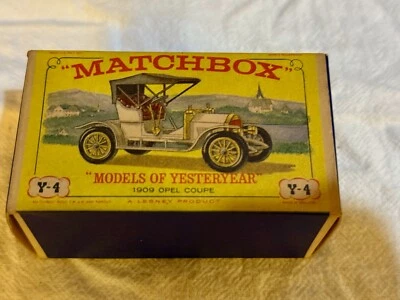 "MATCHBOX"
"MODELS OF YESTERYEAR"
1909 OPEL COUPE
Y-4
Y-4
A LESNEY PRODUCT